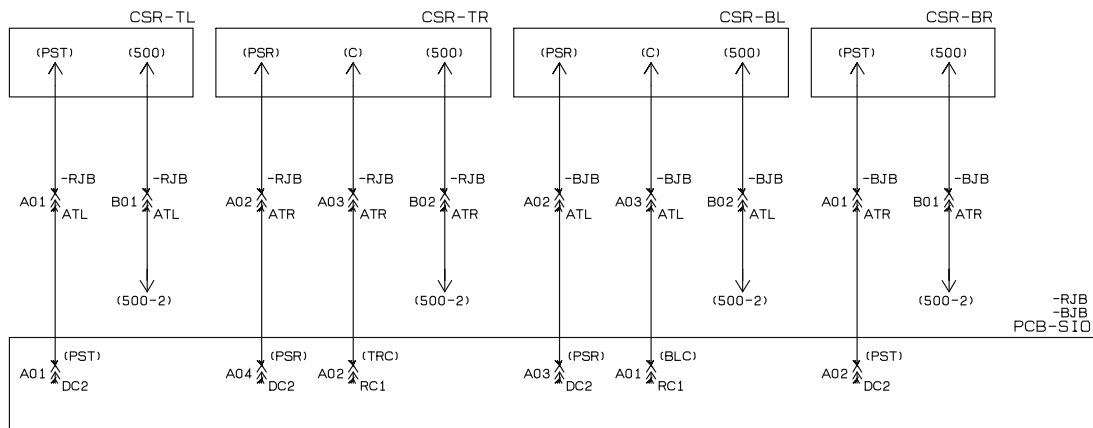 CSR-TL CSR-TR CSR-BL CSR-BR
(PST) (500) (PSR) (C) (500) (PSR) (C) (500) (PST) (500)
-RJB -RJB -RJB -RJB -RJB -BJB -BJB -BJB -BJB -BJB
A01 B01 A02 A03 B02 A02 A03 B02 A01 B01
ATL ATL ATR ATR ATR ATL ATL ATL ATR ATR
(500-2) (500-2) (500-2) (500-2)
-RJB
-BJB
PCB-SIO
(PST) (PSR) (TRC) (PSR) (BLC) (PST)
A01 A04 A02 A03 A01 A02
DC2 DC2 RC1 DC2 RC1 DC2